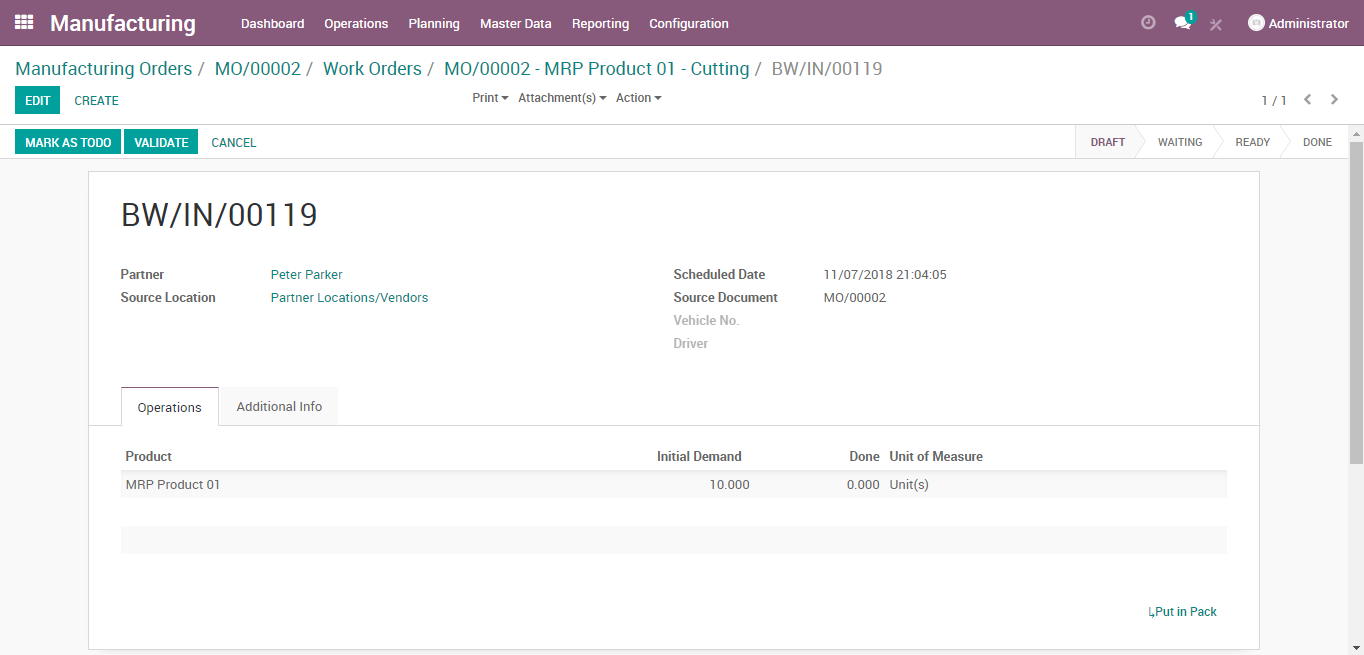 Manufacturing Dashboard Operations Planning Master Data Reporting Configuration 1 Administrator
Manufacturing Orders / MO/00002 / Work Orders / MO/00002 - MRP Product 01 - Cutting / BW/IN/00119
EDIT CREATE Print Attachment(s) Action 1 / 1
MARK AS TODO VALIDATE CANCEL DRAFT WAITING READY DONE
BW/IN/00119
Partner Peter Parker Scheduled Date 11/07/2018 21:04:05
Source Location Partner Locations/Vendors Source Document MO/00002
Vehicle No.
Driver
Operations Additional Info
Product Initial Demand Done Unit of Measure
MRP Product 01 10.000 0.000 Unit(s)
↳Put in Pack